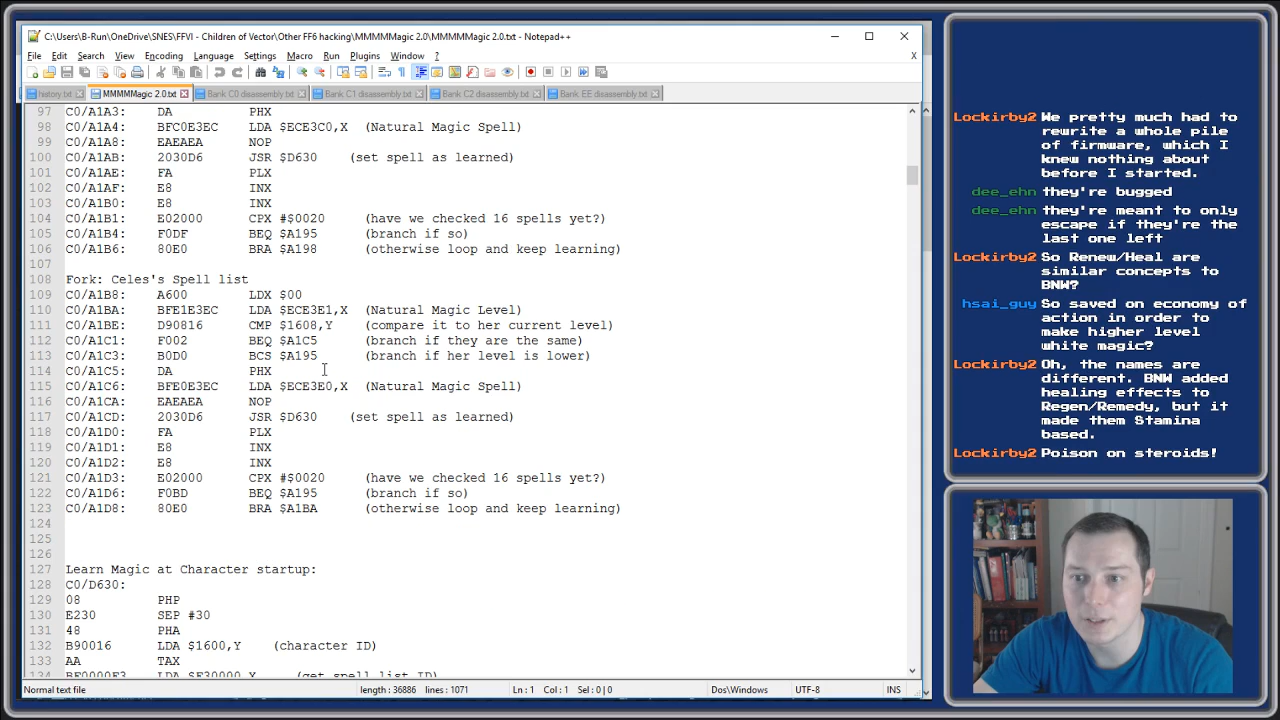 C:\Users\B-Run\OneDrive\SNES\FFVI - Children of Vector\Other FF6 hacking\MMMMMagic 2.0\MMMMagic 2.0.txt - Notepad++
File Edit Search View Encoding Language Settings Macro Run Plugins Window ? X
history.txt MMMMagic 2.0.txt Bank C0 disassembly.txt Bank C1 disassembly.txt Bank C2 disassembly.txt Bank EE disassembly.txt
97 C0/A1A3: DA PHX
98 C0/A1A4: BFC0E3EC LDA $ECE3C0,X (Natural Magic Spell)
99 C0/A1A8: EAEAEA NOP
100 C0/A1AB: 2030D6 JSR $D630 (set spell as learned)
101 C0/A1AE: FA PLX
102 C0/A1AF: E8 INX
103 C0/A1B0: E8 INX
104 C0/A1B1: E02000 CPX #$0020 (have we checked 16 spells yet?)
105 C0/A1B4: F0DF BEQ $A195 (branch if so)
106 C0/A1B6: 80E0 BRA $A198 (otherwise loop and keep learning)
107
108 Fork: Celes's Spell list
109 C0/A1B8: A600 LDX $00
110 C0/A1BA: BFE1E3EC LDA $ECE3E1,X (Natural Magic Level)
111 C0/A1BE: D90816 CMP $1608,Y (compare it to her current level)
112 C0/A1C1: F002 BEQ $A1C5 (branch if they are the same)
113 C0/A1C3: B0D0 BCS $A195 (branch if her level is lower)
114 C0/A1C5: DA PHX
115 C0/A1C6: BFE0E3EC LDA $ECE3E0,X (Natural Magic Spell)
116 C0/A1CA: EAEAEA NOP
117 C0/A1CD: 2030D6 JSR $D630 (set spell as learned)
118 C0/A1D0: FA PLX
119 C0/A1D1: E8 INX
120 C0/A1D2: E8 INX
121 C0/A1D3: E02000 CPX #$0020 (have we checked 16 spells yet?)
122 C0/A1D6: F0BD BEQ $A195 (branch if so)
123 C0/A1D8: 80E0 BRA $A1BA (otherwise loop and keep learning)
124
125
126
127 Learn Magic at Character startup:
128 C0/D630:
129 08 PHP
130 E230 SEP #30
131 48 PHA
132 B90016 LDA $1600,Y (character ID)
133 AA TAX
134 BF0000F3 LDA $F30000,X (get spell list ID)
Normal text file length : 36886 lines : 1071 Ln : 1 Col : 1 Sel : 0 | 0 Dos\Windows UTF-8 INS
Lockirby2 We pretty much had to
rewrite a whole pile
of firmware, which I
knew nothing about
before I started.
dee_ehn they're bugged
dee_ehn they're meant to only
escape if they're the
last one left
Lockirby2 So Renew/Heal are
similar concepts to
BNW?
hsai_guy So saved on economy of
action in order to
make higher level
white magic?
Lockirby2 Oh, the names are
different. BNW added
healing effects to
Regen/Remedy, but it
made them Stamina
based.
Lockirby2 Poison on steroids!